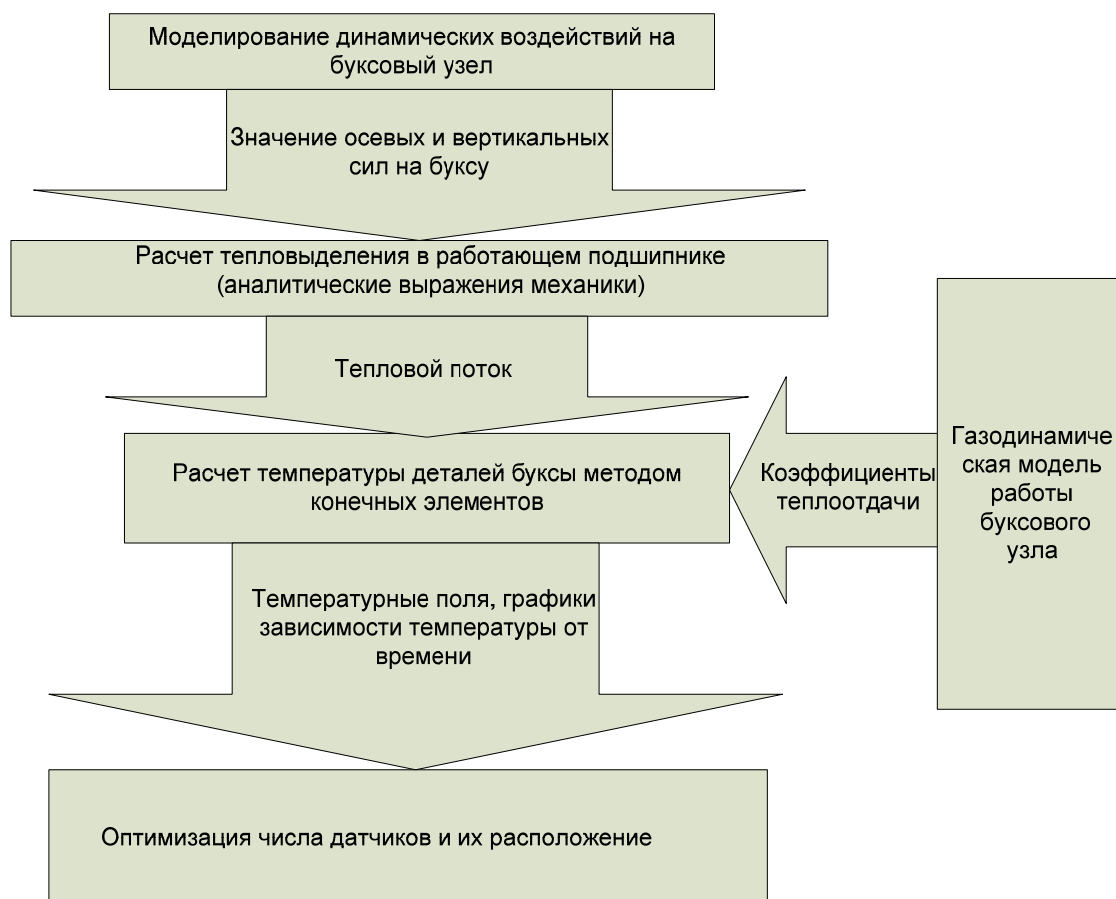 Моделирование динамических воздействий на
буксовый узел
Значение осевых и вертикальных
сил на буксу
Расчет тепловыделения в работающем подшипнике
(аналитические выражения механики)
Тепловой поток
Расчет температуры деталей буксы методом
конечных элементов
Коэффициенты
теплоотдачи
Газодинамиче
ская модель
работы
буксового
узла
Температурные поля, графики
зависимости температуры от
времени
Оптимизация числа датчиков и их расположение